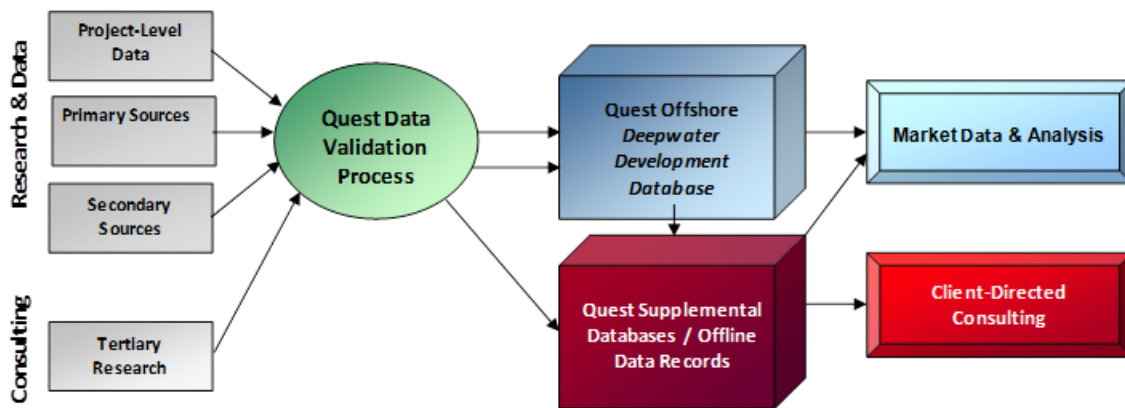 Research & Data
Project-Level
Data
Primary Sources
Secondary
Sources
Consulting
Tertiary
Research
Quest Data
Validation
Process
Quest Offshore
Deepwater
Development
Database
Quest Supplemental
Databases / Offline
Data Records
Market Data & Analysis
Client-Directed
Consulting